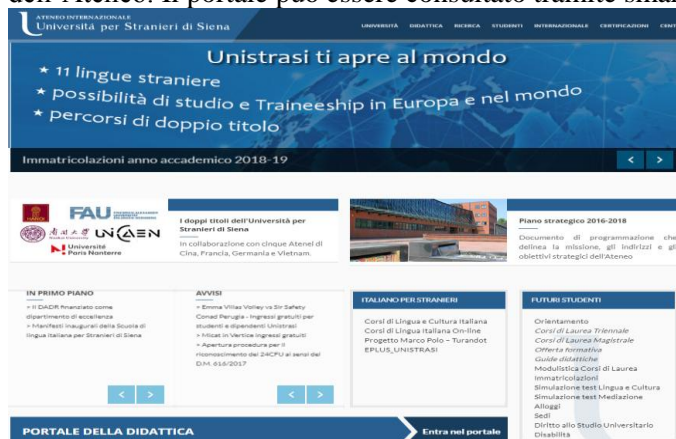 dell'Ateneo. Il portale può essere consultato tramite smar
ATENEO INTERNAZIONALE
Università per Stranieri di Siena
UNIVERSITÀ DIDATTICA RICERCA STUDENTI INTERNAZIONALE CERTIFICAZIONI CENT
Unistrasi ti apre al mondo
* 11 lingue straniere
* possibilità di studio e Traineeship in Europa e nel mondo
* percorsi di doppio titolo
Immatricolazioni anno accademico 2018-19
< >
FAU
UNICAEN
Université
Paris Nanterre
I doppi titoli dell'Università per
Stranieri di Siena
In collaborazione con cinque Atenei di
Cina, Francia, Germania e Vietnam.
Piano strategico 2016-2018
Documento di programmazione che
delinea la missione, gli indirizzi e gli
obiettivi strategici dell'Ateneo
IN PRIMO PIANO
» Il DADR finanziato come
dipartimento di eccellenza
» Manifesti inaugurali della Scuola di
lingua italiana per Stranieri di Siena
< >
AVVISI
» Emma Villas Volley vs Sir Safety
Conad Perugia - Ingressi gratuiti per
studenti e dipendenti Unistrasi
» Micat in Vertice ingressi gratuiti
» Apertura procedura per il
riconoscimento dei 24CFU ai sensi del
D.M. 616/2017
< >
ITALIANO PER STRANIERI
Corsi di Lingua e Cultura Italiana
Corsi di Lingua Italiana On-line
Progetto Marco Polo – Turandot
EPLUS_UNISTRASI
FUTURI STUDENTI
Orientamento
Corsi di Laurea Triennale
Corsi di Laurea Magistrale
Offerta formativa
Guide didattiche
Modulistica Corsi di Laurea
Immatricolazioni
Simulazione test Lingua e Cultura
Simulazione test Mediazione
Alloggi
Sedi
Diritto allo Studio Universitario
Disabilità
PORTALE DELLA DIDATTICA
Entra nel portale